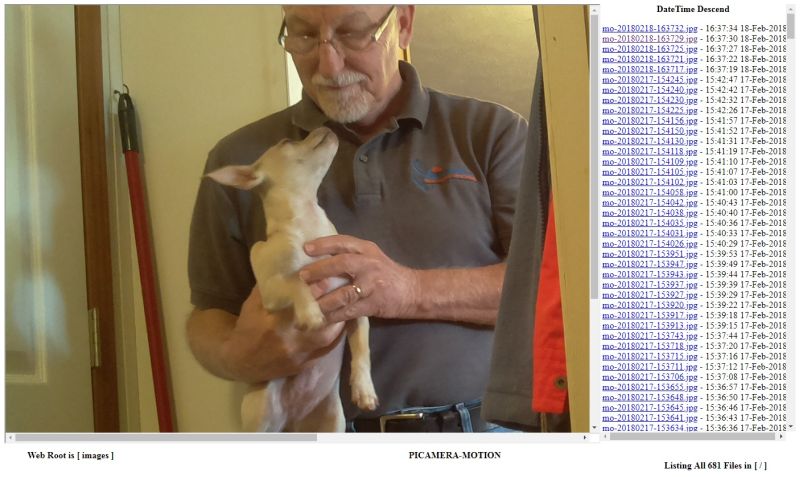 DateTime Descend
mo-20180218-163732.jpg - 16:37:34 18-Feb-2018
mo-20180218-163729.jpg - 16:37:30 18-Feb-2018
mo-20180218-163725.jpg - 16:37:27 18-Feb-2018
mo-20180218-163721.jpg - 16:37:22 18-Feb-2018
mo-20180218-163717.jpg - 16:37:19 18-Feb-2018
mo-20180217-154245.jpg - 15:42:47 17-Feb-2018
mo-20180217-154240.jpg - 15:42:42 17-Feb-2018
mo-20180217-154230.jpg - 15:42:32 17-Feb-2018
mo-20180217-154225.jpg - 15:42:26 17-Feb-2018
mo-20180217-154156.jpg - 15:41:57 17-Feb-2018
mo-20180217-154150.jpg - 15:41:52 17-Feb-2018
mo-20180217-154130.jpg - 15:41:31 17-Feb-2018
mo-20180217-154118.jpg - 15:41:19 17-Feb-2018
mo-20180217-154109.jpg - 15:41:10 17-Feb-2018
mo-20180217-154105.jpg - 15:41:07 17-Feb-2018
mo-20180217-154102.jpg - 15:41:03 17-Feb-2018
mo-20180217-154058.jpg - 15:41:00 17-Feb-2018
mo-20180217-154042.jpg - 15:40:43 17-Feb-2018
mo-20180217-154038.jpg - 15:40:40 17-Feb-2018
mo-20180217-154035.jpg - 15:40:36 17-Feb-2018
mo-20180217-154031.jpg - 15:40:33 17-Feb-2018
mo-20180217-154026.jpg - 15:40:29 17-Feb-2018
mo-20180217-153951.jpg - 15:39:53 17-Feb-2018
mo-20180217-153947.jpg - 15:39:49 17-Feb-2018
mo-20180217-153943.jpg - 15:39:44 17-Feb-2018
mo-20180217-153937.jpg - 15:39:39 17-Feb-2018
mo-20180217-153927.jpg - 15:39:29 17-Feb-2018
mo-20180217-153920.jpg - 15:39:22 17-Feb-2018
mo-20180217-153917.jpg - 15:39:18 17-Feb-2018
mo-20180217-153913.jpg - 15:39:15 17-Feb-2018
mo-20180217-153743.jpg - 15:37:44 17-Feb-2018
mo-20180217-153718.jpg - 15:37:20 17-Feb-2018
mo-20180217-153715.jpg - 15:37:16 17-Feb-2018
mo-20180217-153711.jpg - 15:37:12 17-Feb-2018
mo-20180217-153706.jpg - 15:37:08 17-Feb-2018
mo-20180217-153655.jpg - 15:36:57 17-Feb-2018
mo-20180217-153648.jpg - 15:36:50 17-Feb-2018
mo-20180217-153645.jpg - 15:36:46 17-Feb-2018
mo-20180217-153641.jpg - 15:36:43 17-Feb-2018
mo-20180217-153634.jpg - 15:36:36 17-Feb-2018
Web Root is [ images ]
PICAMERA-MOTION
Listing All 681 Files in [ / ]